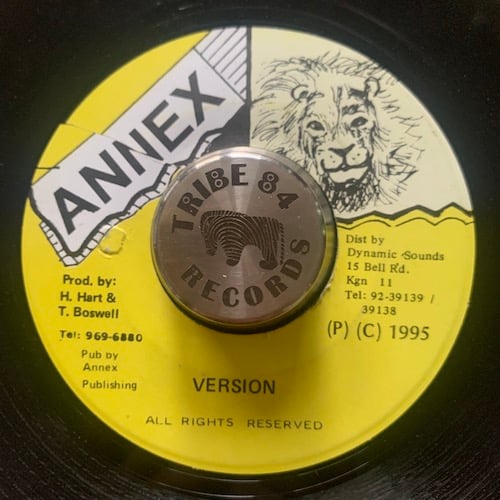 ANNEX
TRIBE 84
RECORDS
Prod. by:
H. Hart &
T. Boswell
Tel: 969-6880
Pub by
Annex
Publishing
Dist by
Dynamic Sounds
15 Bell Rd.
Kgn 11
Tel: 92-39139 /
39138
(P) (C) 1995
VERSION
ALL RIGHTS RESERVED